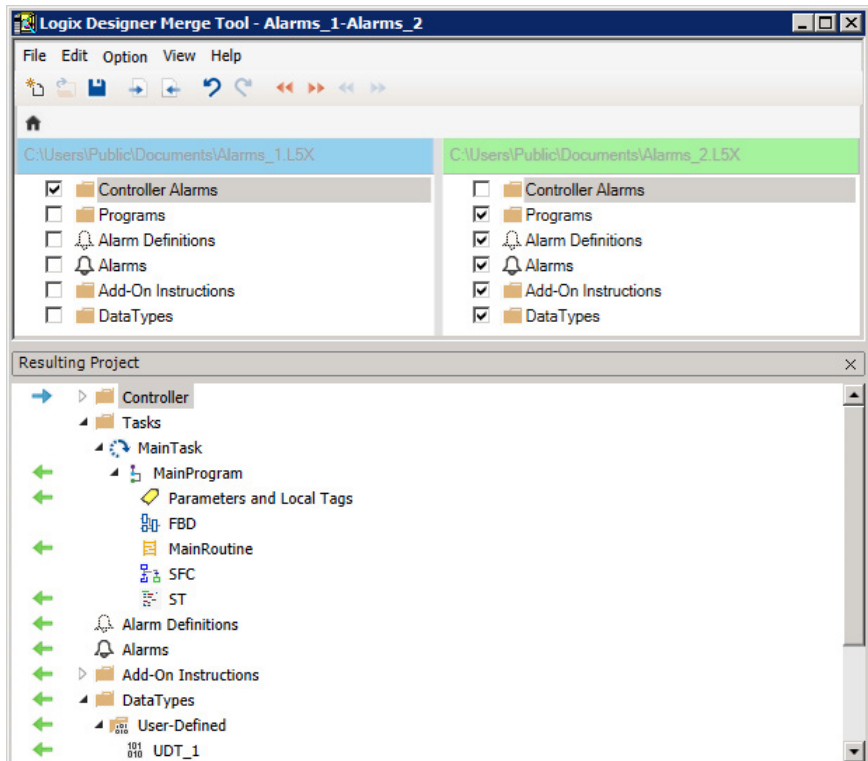 Logix Designer Merge Tool - Alarms_1-Alarms_2
File Edit Option View Help
C:\Users\Public\Documents\Alarms_1.L5X C:\Users\Public\Documents\Alarms_2.L5X
Controller Alarms Controller Alarms
Programs Programs
Alarm Definitions Alarm Definitions
Alarms Alarms
Add-On Instructions Add-On Instructions
DataTypes DataTypes
Resulting Project
Controller
Tasks
MainTask
MainProgram
Parameters and Local Tags
FBD
MainRoutine
SFC
ST
Alarm Definitions
Alarms
Add-On Instructions
DataTypes
User-Defined
UDT_1